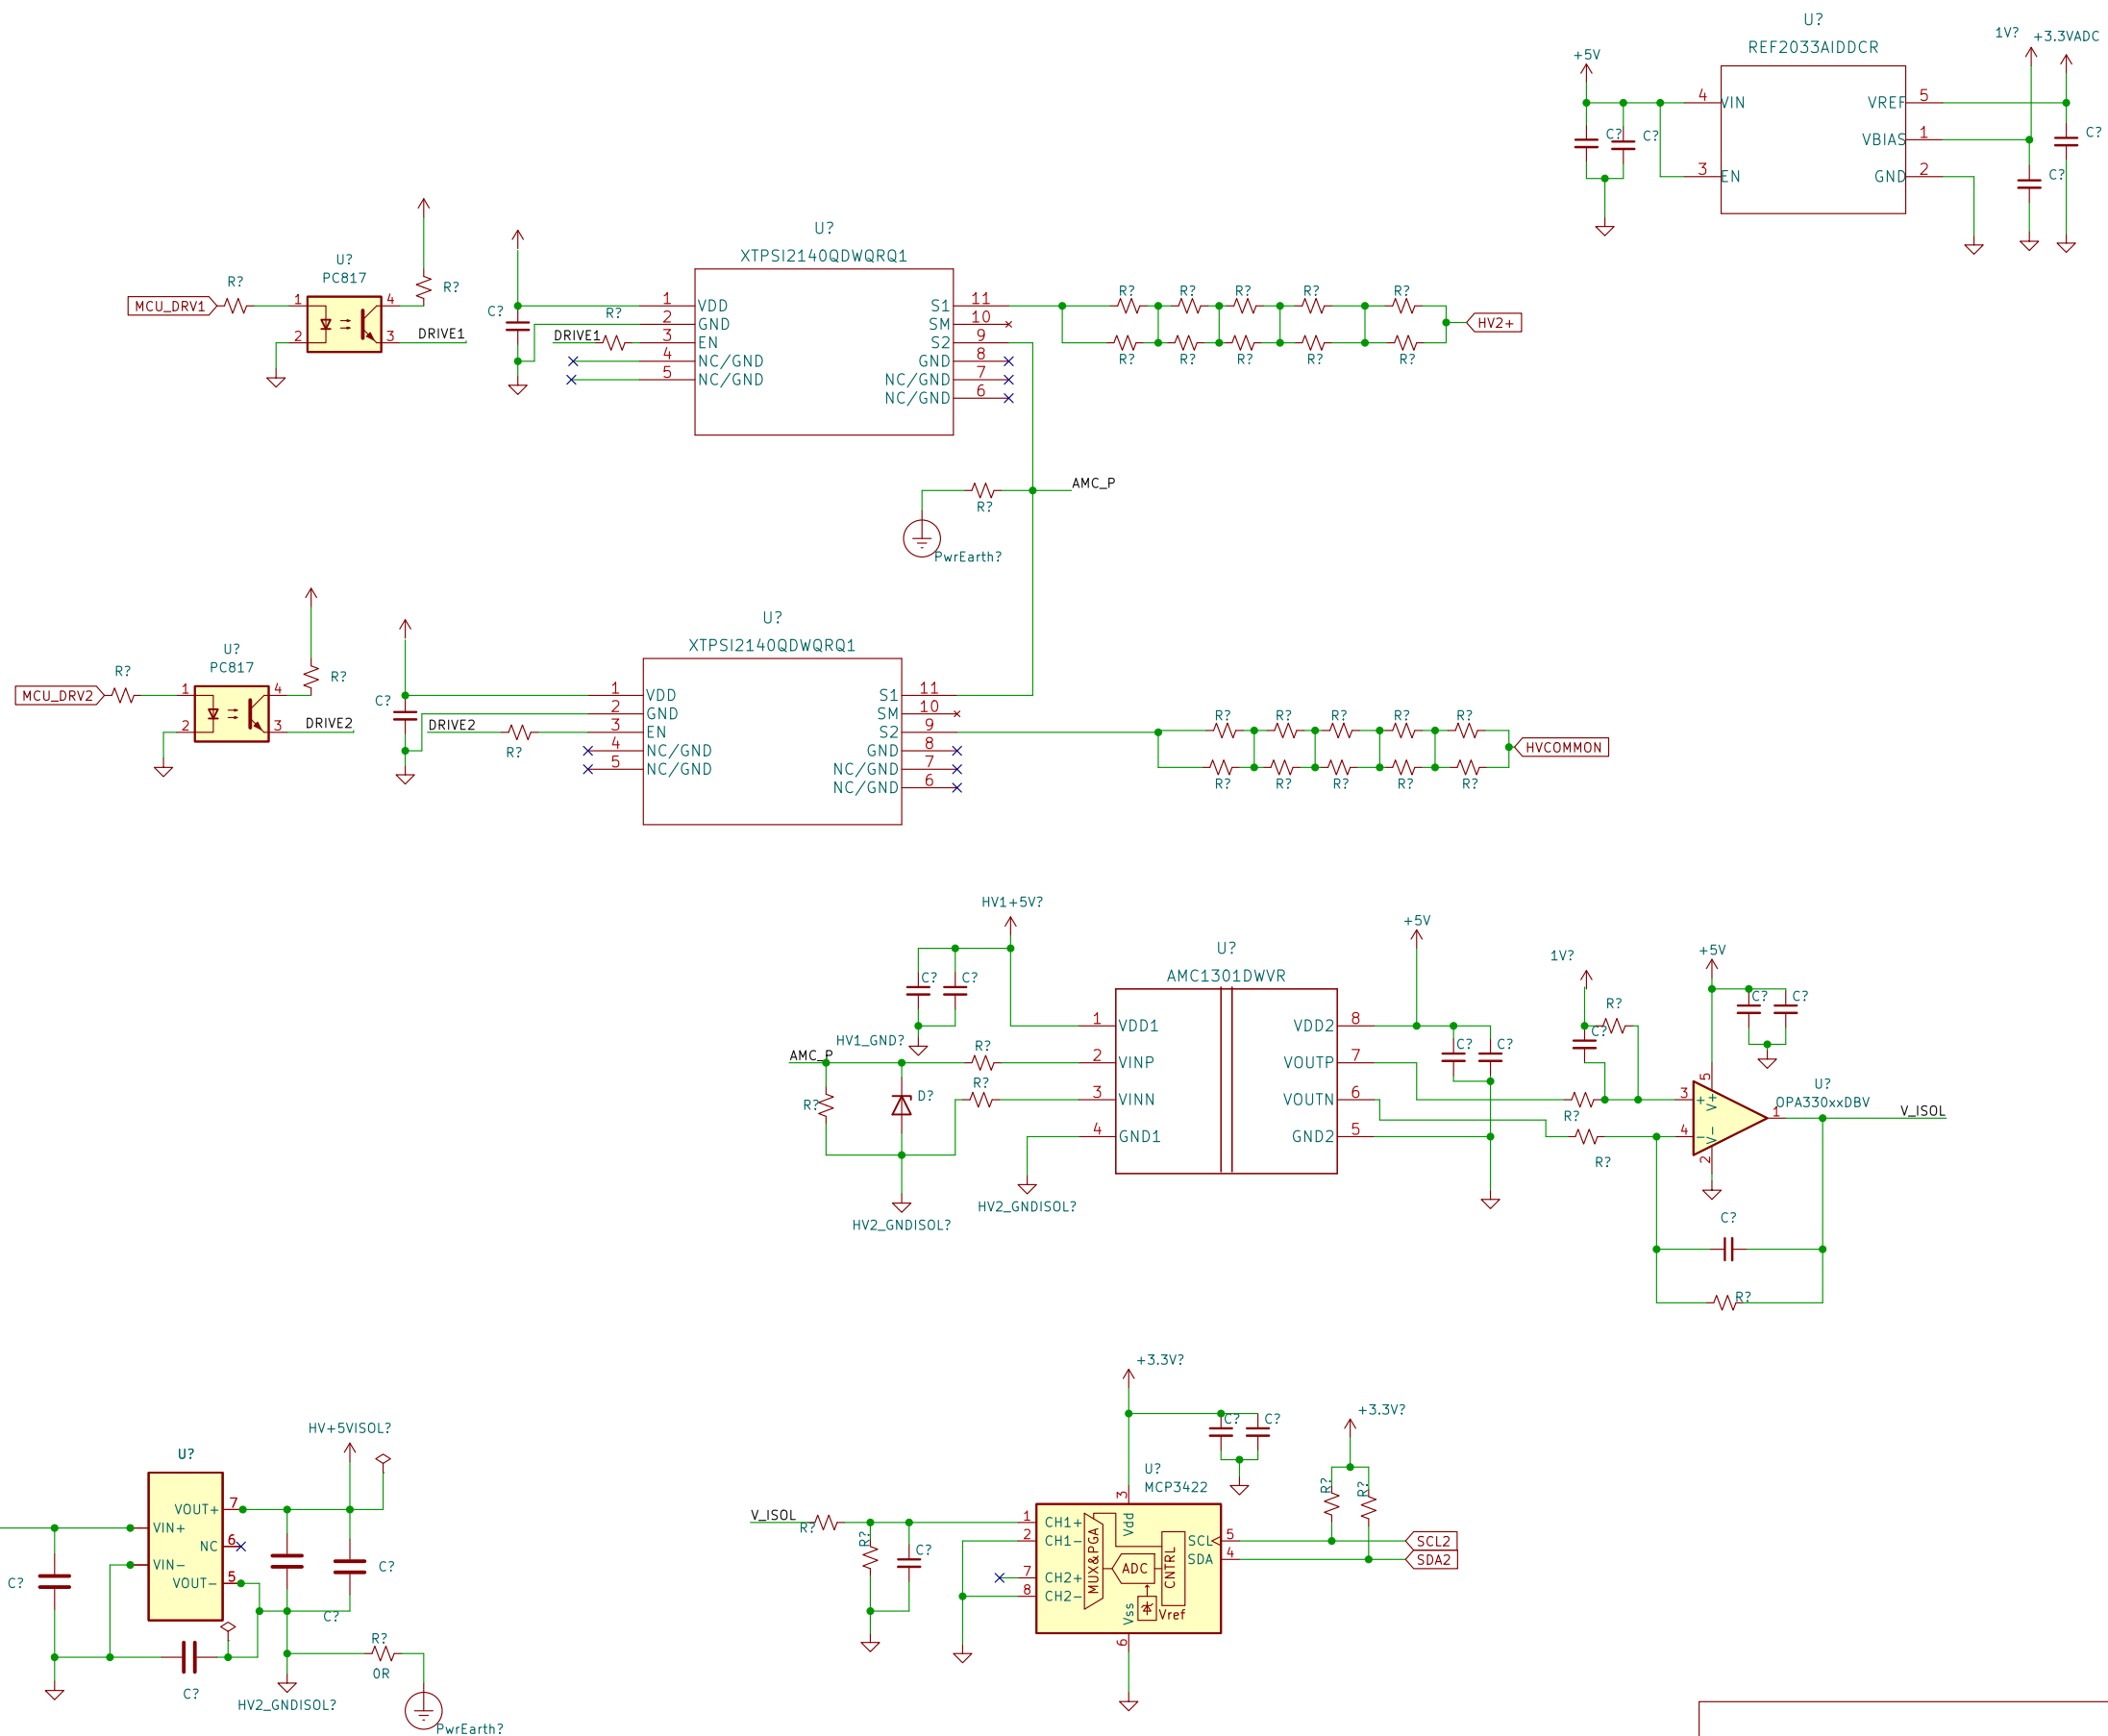 U?
REF2033AIDDCR
+5V
1V?
+3.3VADC
4 VIN
VREF 5
C?
C?
C?
VBIAS 1
3 EN
GND 2
C?
U?
PC817
R?
R?
MCU_DRV1
1
4
2
3
DRIVE1
U?
XTPSI2140QDWQRQ1
C?
R?
DRIVE1
1 VDD
2 GND
3 EN
4 NC/GND
5 NC/GND
S1 11
SM 10
S2 9
GND 8
NC/GND 7
NC/GND 6
R? R? R? R? R?
HV2+
R? R? R? R? R?
AMC_P
R?
PwrEarth?
U?
PC817
R?
R?
MCU_DRV2
1
4
2
3
DRIVE2
U?
XTPSI2140QDWQRQ1
C?
DRIVE2
R?
1 VDD
2 GND
3 EN
4 NC/GND
5 NC/GND
S1 11
SM 10
S2 9
GND 8
NC/GND 7
NC/GND 6
R? R? R? R? R?
HVCOMMON
R? R? R? R? R?
HV1+5V?
C? C?
HV1_GND?
AMC_P
R?
R?
R?
D?
HV2_GNDISOL?
HV2_GNDISOL?
U?
AMC1301DWVR
1 VDD1
2 VINP
3 VINN
4 GND1
VDD2 8
VOUTP 7
VOUTN 6
GND2 5
+5V
C? C?
1V?
R?
C?
R?
R?
+5V
C? C?
U?
OPA330xxDBV
3 +
4 −
5 V+
2 V-
1
V_ISOL
C?
R?
HV+5VISOL?
U?
VOUT+ 7
VIN+
NC 6
VIN-
VOUT- 5
C?
C?
C?
C?
R?
0R
HV2_GNDISOL?
PwrEarth?
+3.3V?
C? C?
+3.3V?
U?
MCP3422
R?
R?
V_ISOL
R?
R?
C?
1 CH1+
2 CH1-
7 CH2+
8 CH2-
3 Vdd
MUX&PGA
ADC
CNTRL
Vref
Vss 6
SCL 5
SDA 4
SCL2
SDA2